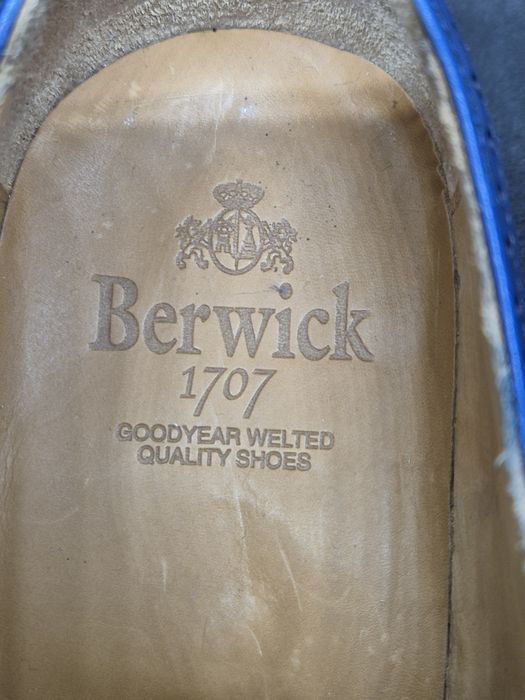 Berwick
1707
GOODYEAR WELTED
QUALITY SHOES